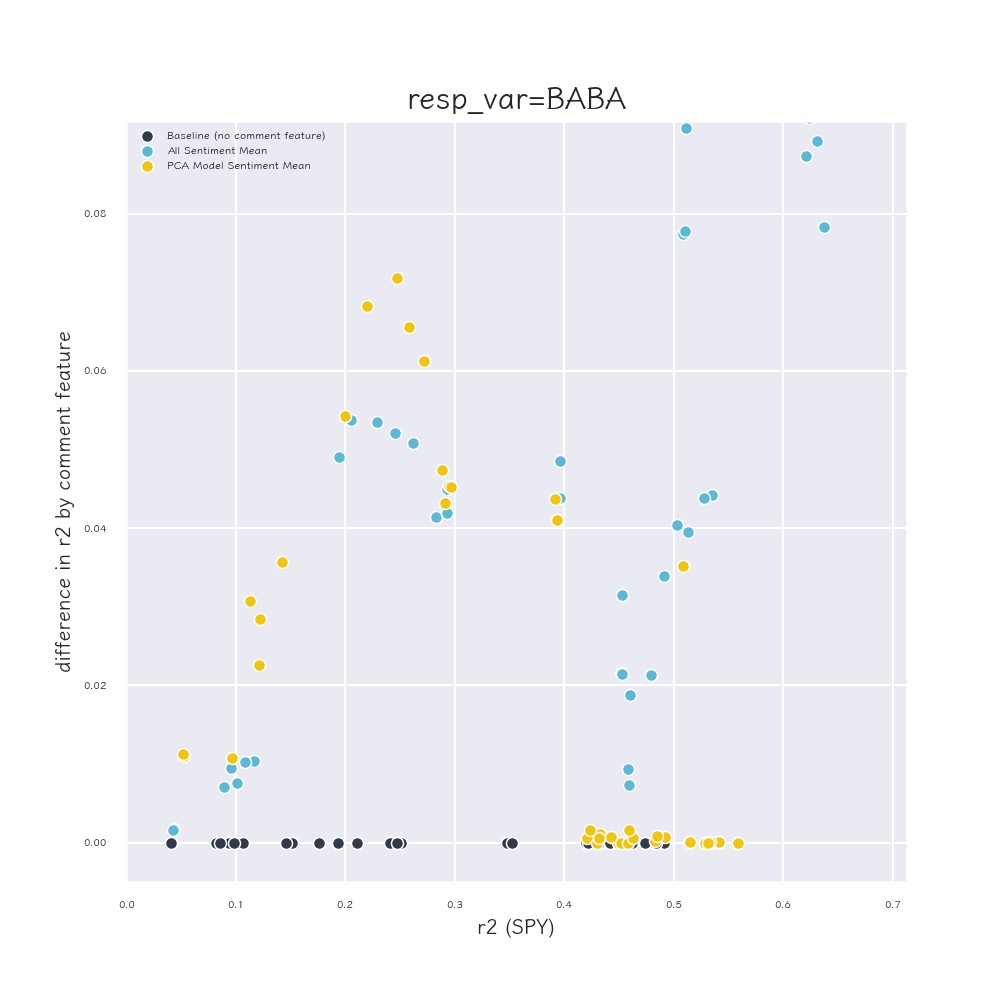 resp_var=BABA
Baseline (no comment feature)
All Sentiment Mean
PCA Model Sentiment Mean
difference in r2 by comment feature
0.08
0.06
0.04
0.02
0.00
0.0 0.1 0.2 0.3 0.4 0.5 0.6 0.7
r2 (SPY)